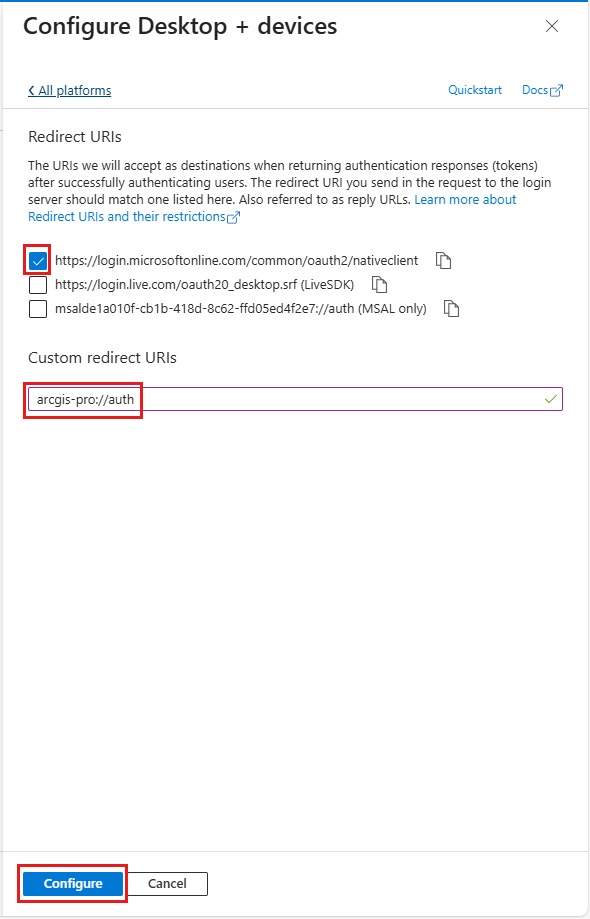 Configure Desktop + devices
All platforms
Quickstart
Docs
Redirect URIs
The URIs we will accept as destinations when returning authentication responses (tokens)
after successfully authenticating users. The redirect URI you send in the request to the login
server should match one listed here. Also referred to as reply URLs. Learn more about
Redirect URIs and their restrictions
https://login.microsoftonline.com/common/oauth2/nativeclient
https://login.live.com/oauth20_desktop.srf (LiveSDK)
msalde1a010f-cb1b-418d-8c62-ffd05ed4f2e7://auth (MSAL only)
Custom redirect URIs
arcgis-pro://auth
Configure
Cancel